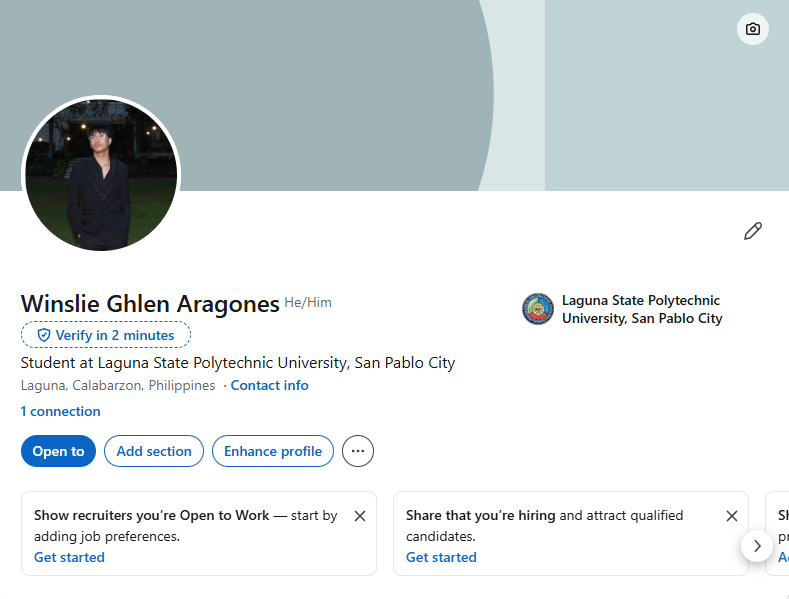 Winslie Ghlen Aragones He/Him
Verify in 2 minutes
Student at Laguna State Polytechnic University, San Pablo City
Laguna, Calabarzon, Philippines · Contact info
1 connection
Laguna State Polytechnic
University, San Pablo City
Open to
Add section
Enhance profile
Show recruiters you’re Open to Work — start by
adding job preferences.
Get started
Share that you’re hiring and attract qualified
candidates.
Get started